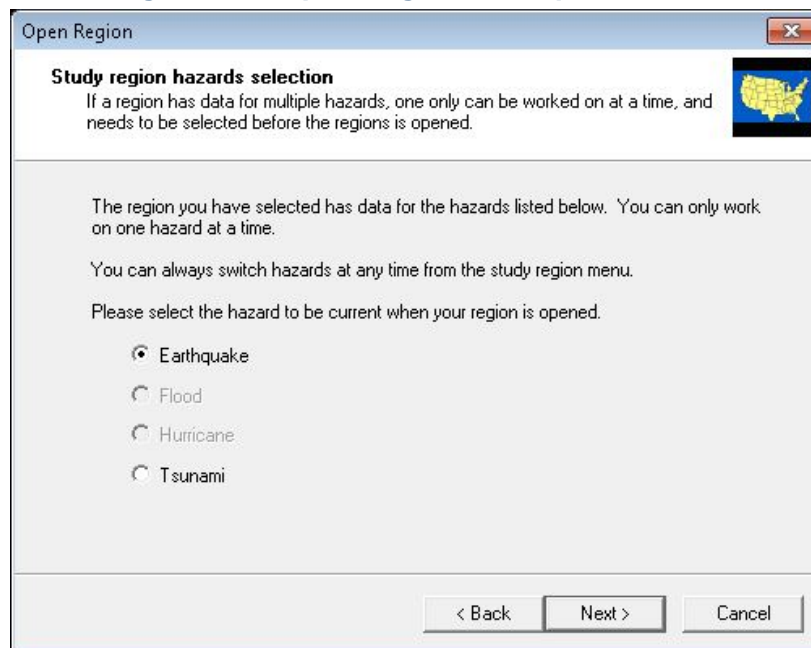 Open Region
Study region hazards selection
If a region has data for multiple hazards, one only can be worked on at a time, and
needs to be selected before the regions is opened.
The region you have selected has data for the hazards listed below. You can only work
on one hazard at a time.
You can always switch hazards at any time from the study region menu.
Please select the hazard to be current when your region is opened.
Earthquake
Flood
Hurricane
Tsunami
< Back
Next >
Cancel